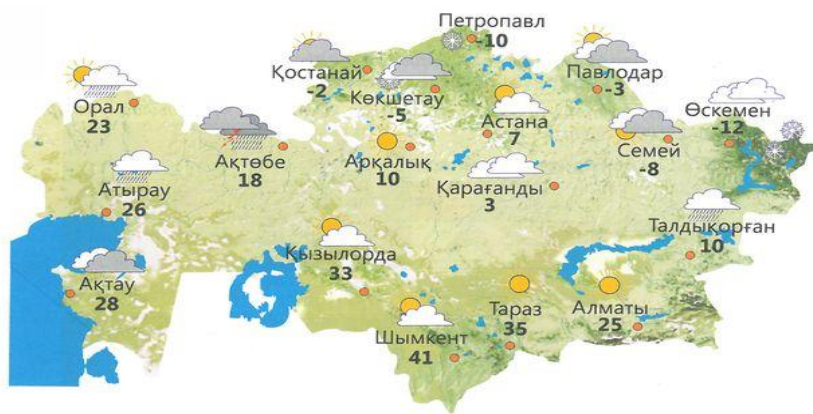 Петропавл
-10
Қостанай
-2
Көкшетау
-5
Павлодар
-3
Орал
23
Астана
7
Өскемен
-12
Ақтөбе
18
Арқалық
10
Семей
-8
Атырау
26
Қарағанды
3
Талдықорған
10
Қызылорда
33
Ақтау
28
Тараз
35
Алматы
25
Шымкент
41